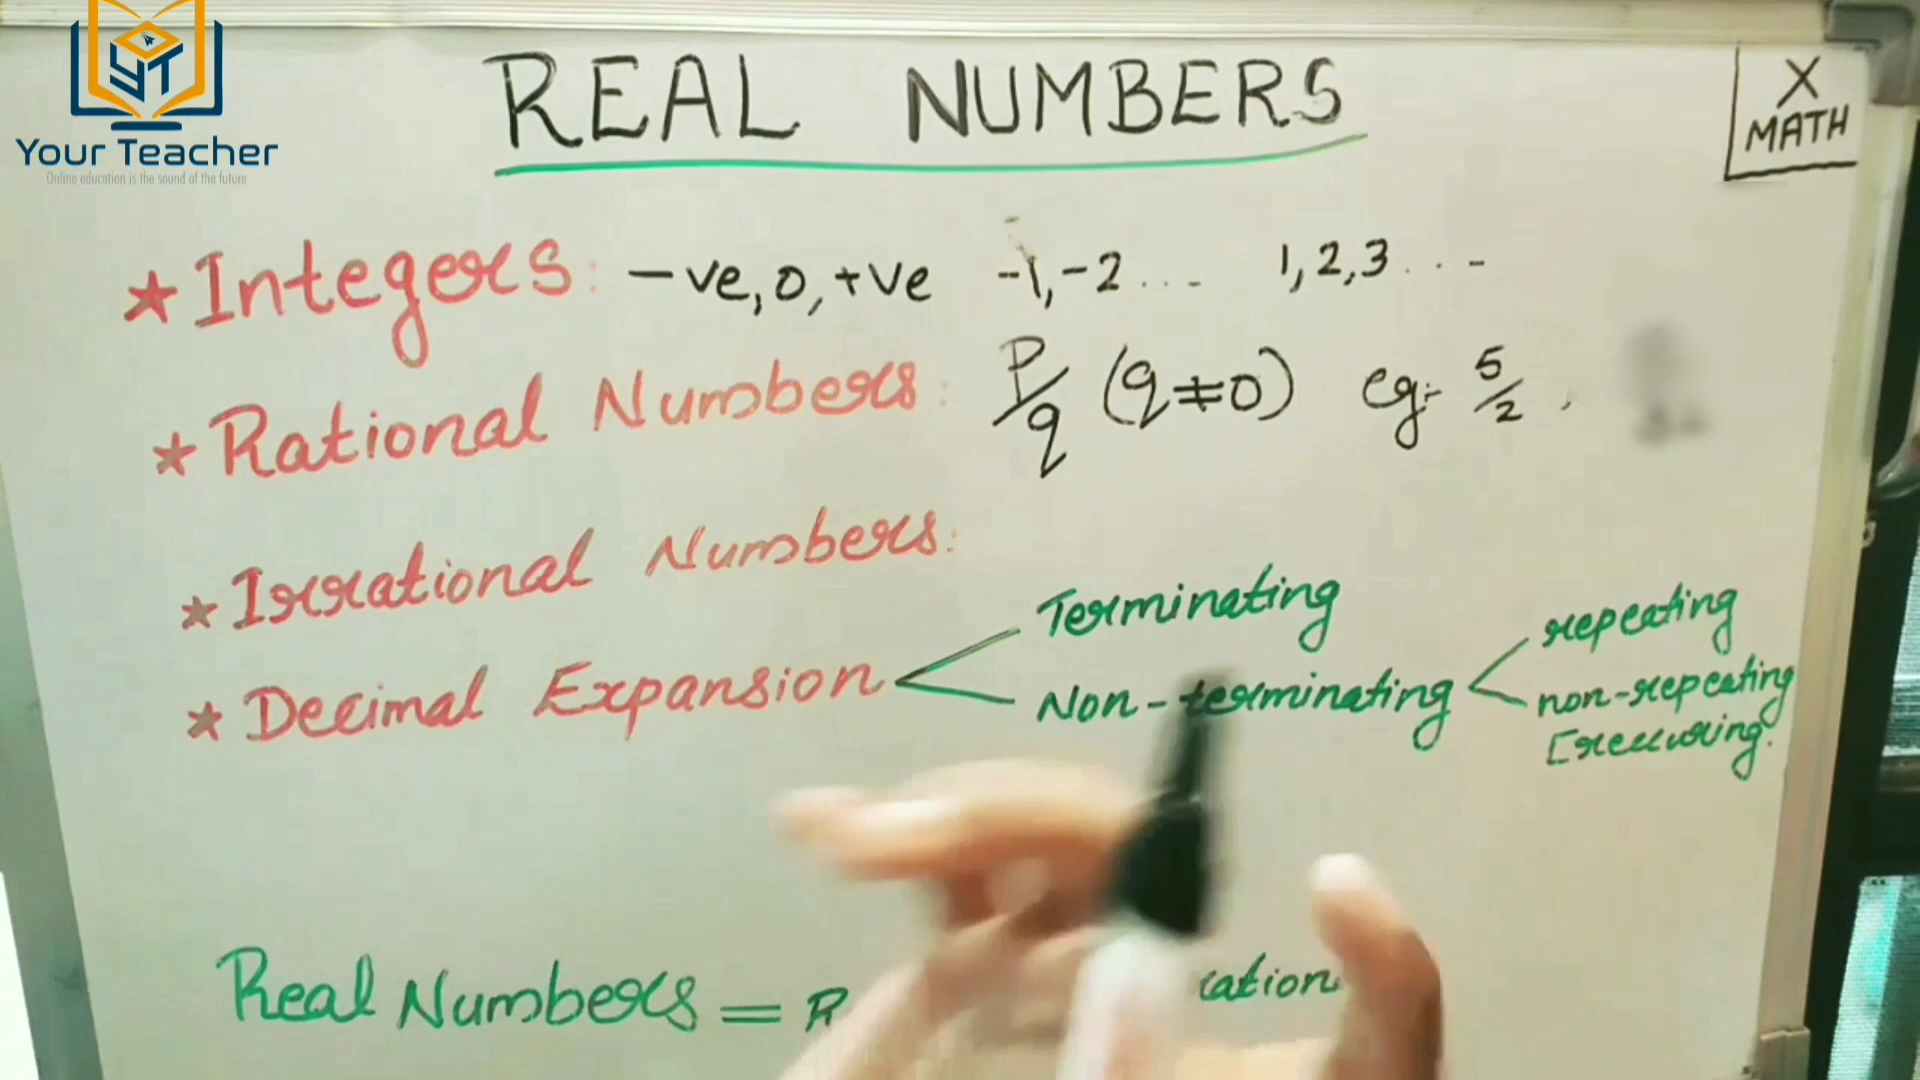 YT
Your Teacher
Online education is the sound of the future
REAL NUMBERS
X
MATH
★ Integers: -ve, 0, +ve -1, -2 ... 1, 2, 3 ...
★ Rational Numbers: P/q (q≠0) eg:- 5/2,
★ Irrational Numbers:
★ Decimal Expansion
Terminating
Non-terminating
repeating
non-repeating
[reccuring.
Real Numbers =